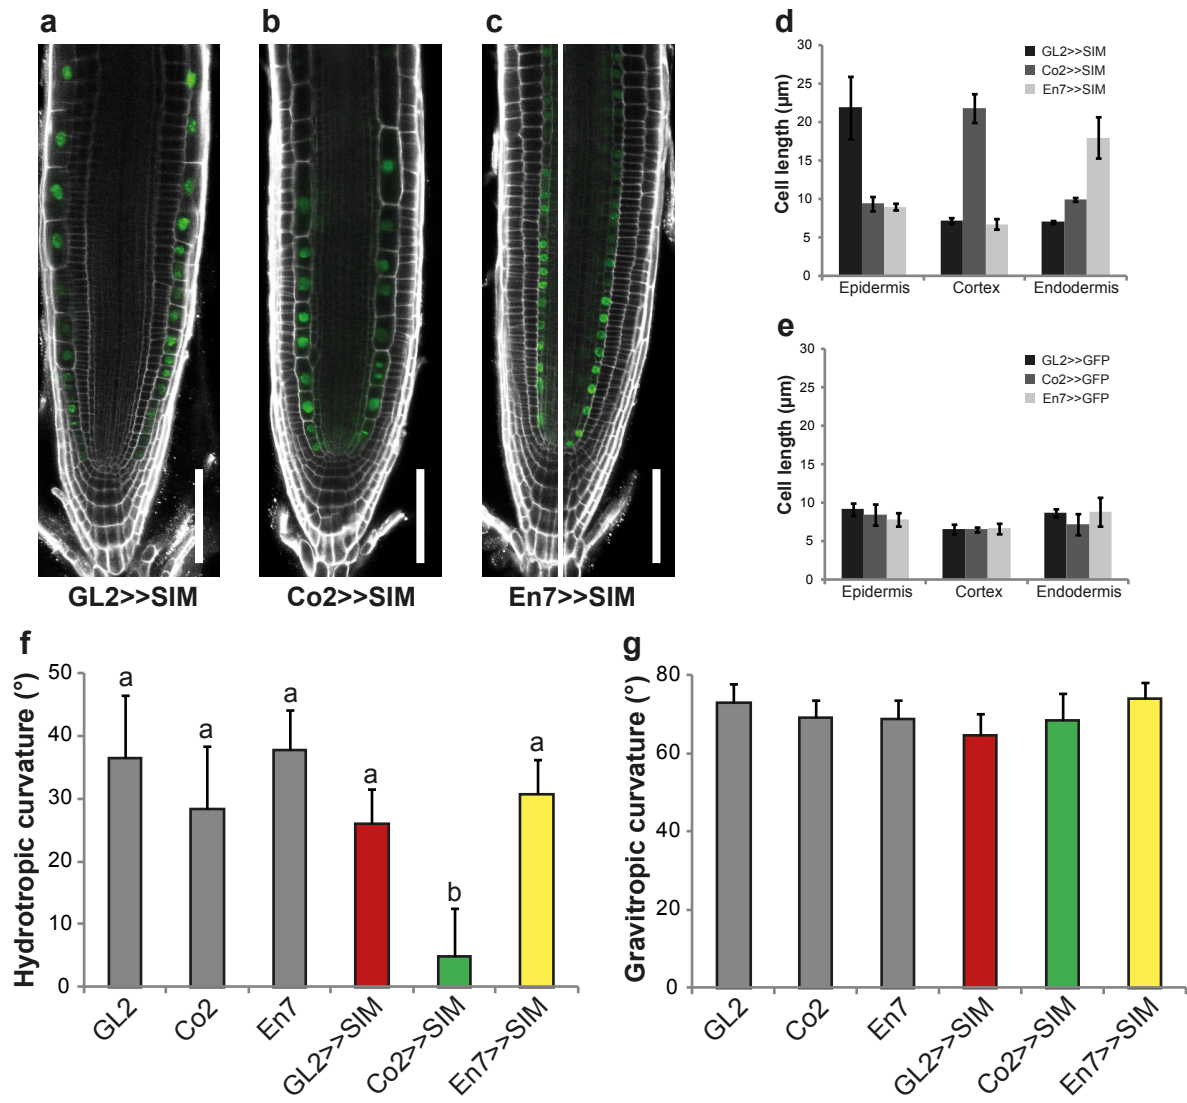 a
b
c
GL2>>SIM
Co2>>SIM
En7>>SIM
d
30
25
20
15
10
5
0
Cell length (µm)
GL2>>SIM
Co2>>SIM
En7>>SIM
Epidermis
Cortex
Endodermis
e
30
25
20
15
10
5
0
Cell length (µm)
GL2>>GFP
Co2>>GFP
En7>>GFP
Epidermis
Cortex
Endodermis
f
50
40
30
20
10
0
Hydrotropic curvature (°)
a
a
a
a
b
a
GL2
Co2
En7
GL2>>SIM
Co2>>SIM
En7>>SIM
g
80
60
40
20
0
Gravitropic curvature (°)
GL2
Co2
En7
GL2>>SIM
Co2>>SIM
En7>>SIM